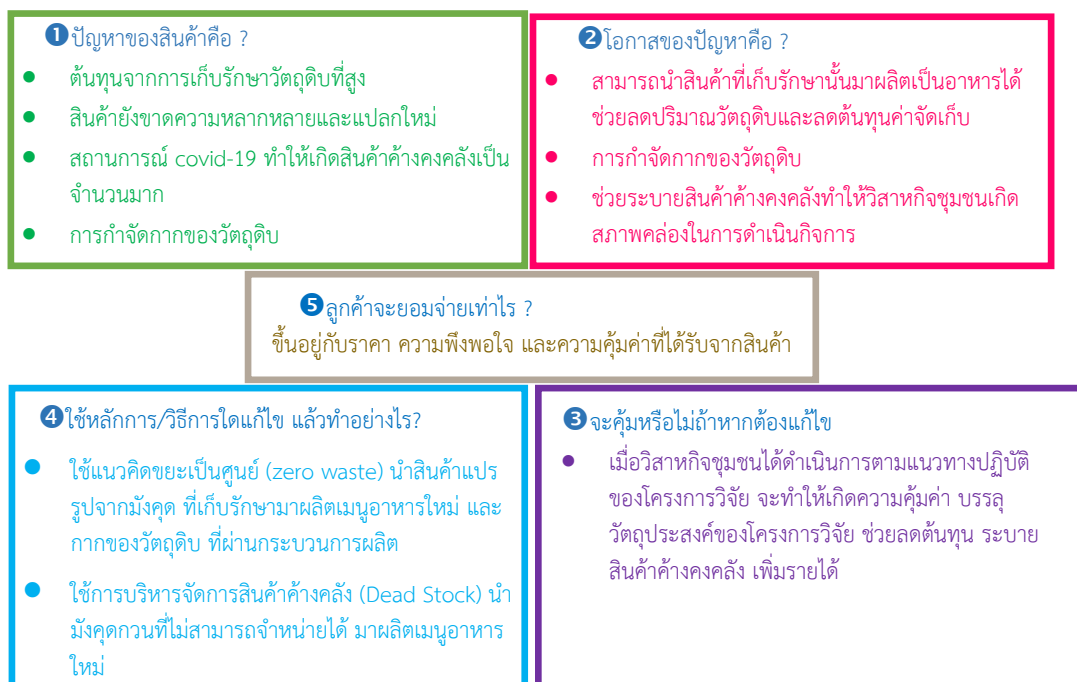 ❶ปัญหาของสินค้าคือ ?
● ต้นทุนจากการเก็บรักษาวัตถุดิบที่สูง
● สินค้ายังขาดความหลากหลายและแปลกใหม่
● สถานการณ์ covid-19 ทำให้เกิดสินค้าค้างคงคลังเป็น
จำนวนมาก
● การกำจัดกากของวัตถุดิบ
❷โอกาสของปัญหาคือ ?
● สามารถนำสินค้าที่เก็บรักษานั้นมาผลิตเป็นอาหารได้
ช่วยลดปริมาณวัตถุดิบและลดต้นทุนค่าจัดเก็บ
● การกำจัดกากของวัตถุดิบ
● ช่วยระบายสินค้าค้างคงคลังทำให้วิสาหกิจชุมชนเกิด
สภาพคล่องในการดำเนินกิจการ
❺ลูกค้าจะยอมจ่ายเท่าไร ?
ขึ้นอยู่กับราคา ความพึงพอใจ และความคุ้มค่าที่ได้รับจากสินค้า
❹ใช้หลักการ/วิธีการใดแก้ไข แล้วทำอย่างไร?
● ใช้แนวคิดขยะเป็นศูนย์ (zero waste) นำสินค้าแปร
รูปจากมังคุด ที่เก็บรักษามาผลิตเมนูอาหารใหม่ และ
กากของวัตถุดิบ ที่ผ่านกระบวนการผลิต
● ใช้การบริหารจัดการสินค้าค้างคลัง (Dead Stock) นำ
มังคุดกวนที่ไม่สามารถจำหน่ายได้ มาผลิตเมนูอาหาร
ใหม่
❸จะคุ้มหรือไม่ถ้าหากต้องแก้ไข
● เมื่อวิสาหกิจชุมชนได้ดำเนินการตามแนวทางปฏิบัติ
ของโครงการวิจัย จะทำให้เกิดความคุ้มค่า บรรลุ
วัตถุประสงค์ของโครงการวิจัย ช่วยลดต้นทุน ระบาย
สินค้าค้างคงคลัง เพิ่มรายได้